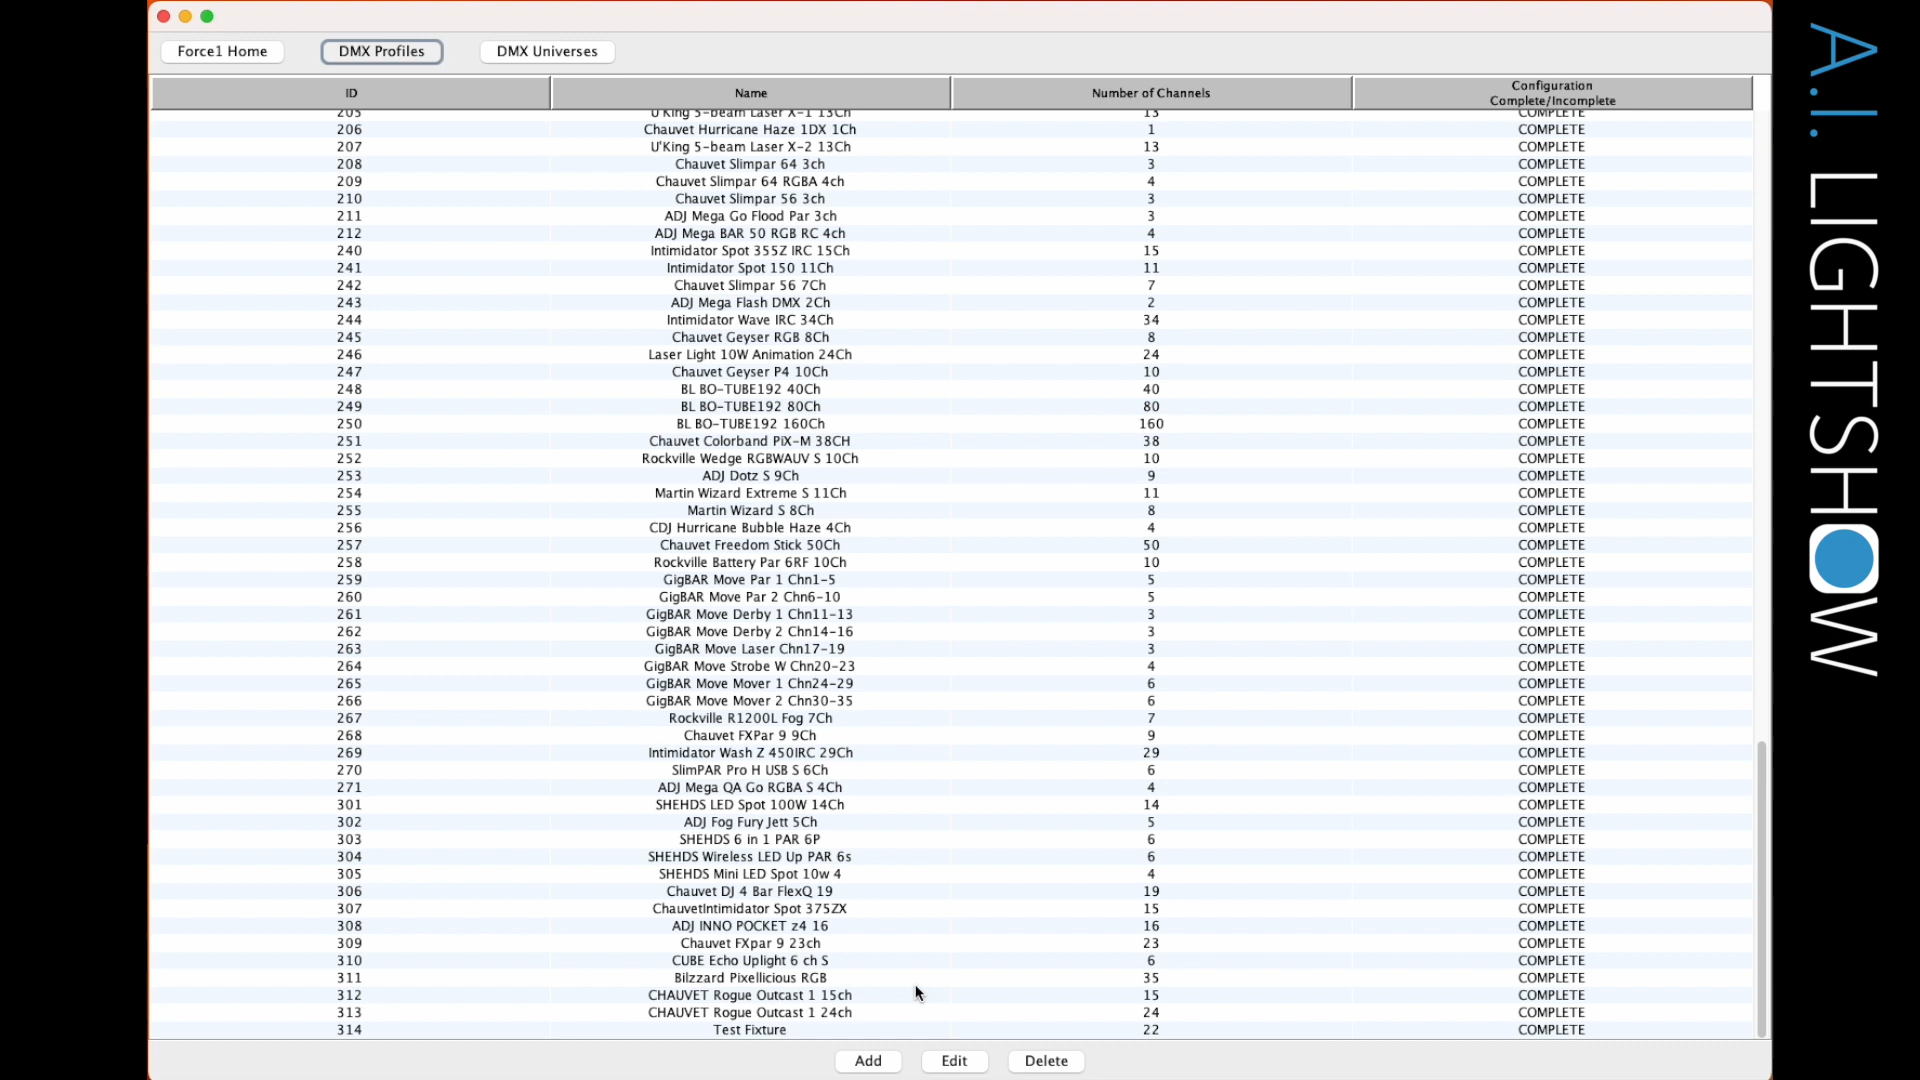 Force1 Home DMX Profiles DMX Universes
ID Name Number of Channels Configuration
Complete/Incomplete
205 U'King 5-beam Laser X-1 13Ch 13 COMPLETE
206 Chauvet Hurricane Haze 1DX 1Ch 1 COMPLETE
207 U'King 5-beam Laser X-2 13Ch 13 COMPLETE
208 Chauvet Slimpar 64 3ch 3 COMPLETE
209 Chauvet Slimpar 64 RGBA 4ch 4 COMPLETE
210 Chauvet Slimpar 56 3ch 3 COMPLETE
211 ADJ Mega Go Flood Par 3ch 3 COMPLETE
212 ADJ Mega BAR 50 RGB RC 4ch 4 COMPLETE
240 Intimidator Spot 355Z IRC 15Ch 15 COMPLETE
241 Intimidator Spot 150 11Ch 11 COMPLETE
242 Chauvet Slimpar 56 7Ch 7 COMPLETE
243 ADJ Mega Flash DMX 2Ch 2 COMPLETE
244 Intimidator Wave IRC 34Ch 34 COMPLETE
245 Chauvet Geyser RGB 8Ch 8 COMPLETE
246 Laser Light 10W Animation 24Ch 24 COMPLETE
247 Chauvet Geyser P4 10Ch 10 COMPLETE
248 BL BO-TUBE192 40Ch 40 COMPLETE
249 BL BO-TUBE192 80Ch 80 COMPLETE
250 BL BO-TUBE192 160Ch 160 COMPLETE
251 Chauvet Colorband PiX-M 38CH 38 COMPLETE
252 Rockville Wedge RGBWAUV S 10Ch 10 COMPLETE
253 ADJ Dotz S 9Ch 9 COMPLETE
254 Martin Wizard Extreme S 11Ch 11 COMPLETE
255 Martin Wizard S 8Ch 8 COMPLETE
256 CDJ Hurricane Bubble Haze 4Ch 4 COMPLETE
257 Chauvet Freedom Stick 50Ch 50 COMPLETE
258 Rockville Battery Par 6RF 10Ch 10 COMPLETE
259 GigBAR Move Par 1 Chn1-5 5 COMPLETE
260 GigBAR Move Par 2 Chn6-10 5 COMPLETE
261 GigBAR Move Derby 1 Chn11-13 3 COMPLETE
262 GigBAR Move Derby 2 Chn14-16 3 COMPLETE
263 GigBAR Move Laser Chn17-19 3 COMPLETE
264 GigBAR Move Strobe W Chn20-23 4 COMPLETE
265 GigBAR Move Mover 1 Chn24-29 6 COMPLETE
266 GigBAR Move Mover 2 Chn30-35 6 COMPLETE
267 Rockville R1200L Fog 7Ch 7 COMPLETE
268 Chauvet FXPar 9 9Ch 9 COMPLETE
269 Intimidator Wash Z 450IRC 29Ch 29 COMPLETE
270 SlimPAR Pro H USB S 6Ch 6 COMPLETE
271 ADJ Mega QA Go RGBA S 4Ch 4 COMPLETE
301 SHEHDS LED Spot 100W 14Ch 14 COMPLETE
302 ADJ Fog Fury Jett 5Ch 5 COMPLETE
303 SHEHDS 6 in 1 PAR 6P 6 COMPLETE
304 SHEHDS Wireless LED Up PAR 6s 6 COMPLETE
305 SHEHDS Mini LED Spot 10w 4 4 COMPLETE
306 Chauvet DJ 4 Bar FlexQ 19 19 COMPLETE
307 ChauvetIntimidator Spot 375ZX 15 COMPLETE
308 ADJ INNO POCKET z4 16 16 COMPLETE
309 Chauvet FXpar 9 23ch 23 COMPLETE
310 CUBE Echo Uplight 6 ch S 6 COMPLETE
311 Bilzzard Pixellicious RGB 35 COMPLETE
312 CHAUVET Rogue Outcast 1 15ch 15 COMPLETE
313 CHAUVET Rogue Outcast 1 24ch 24 COMPLETE
314 Test Fixture 22 COMPLETE
Add Edit Delete
A.I. LIGHTSHOW